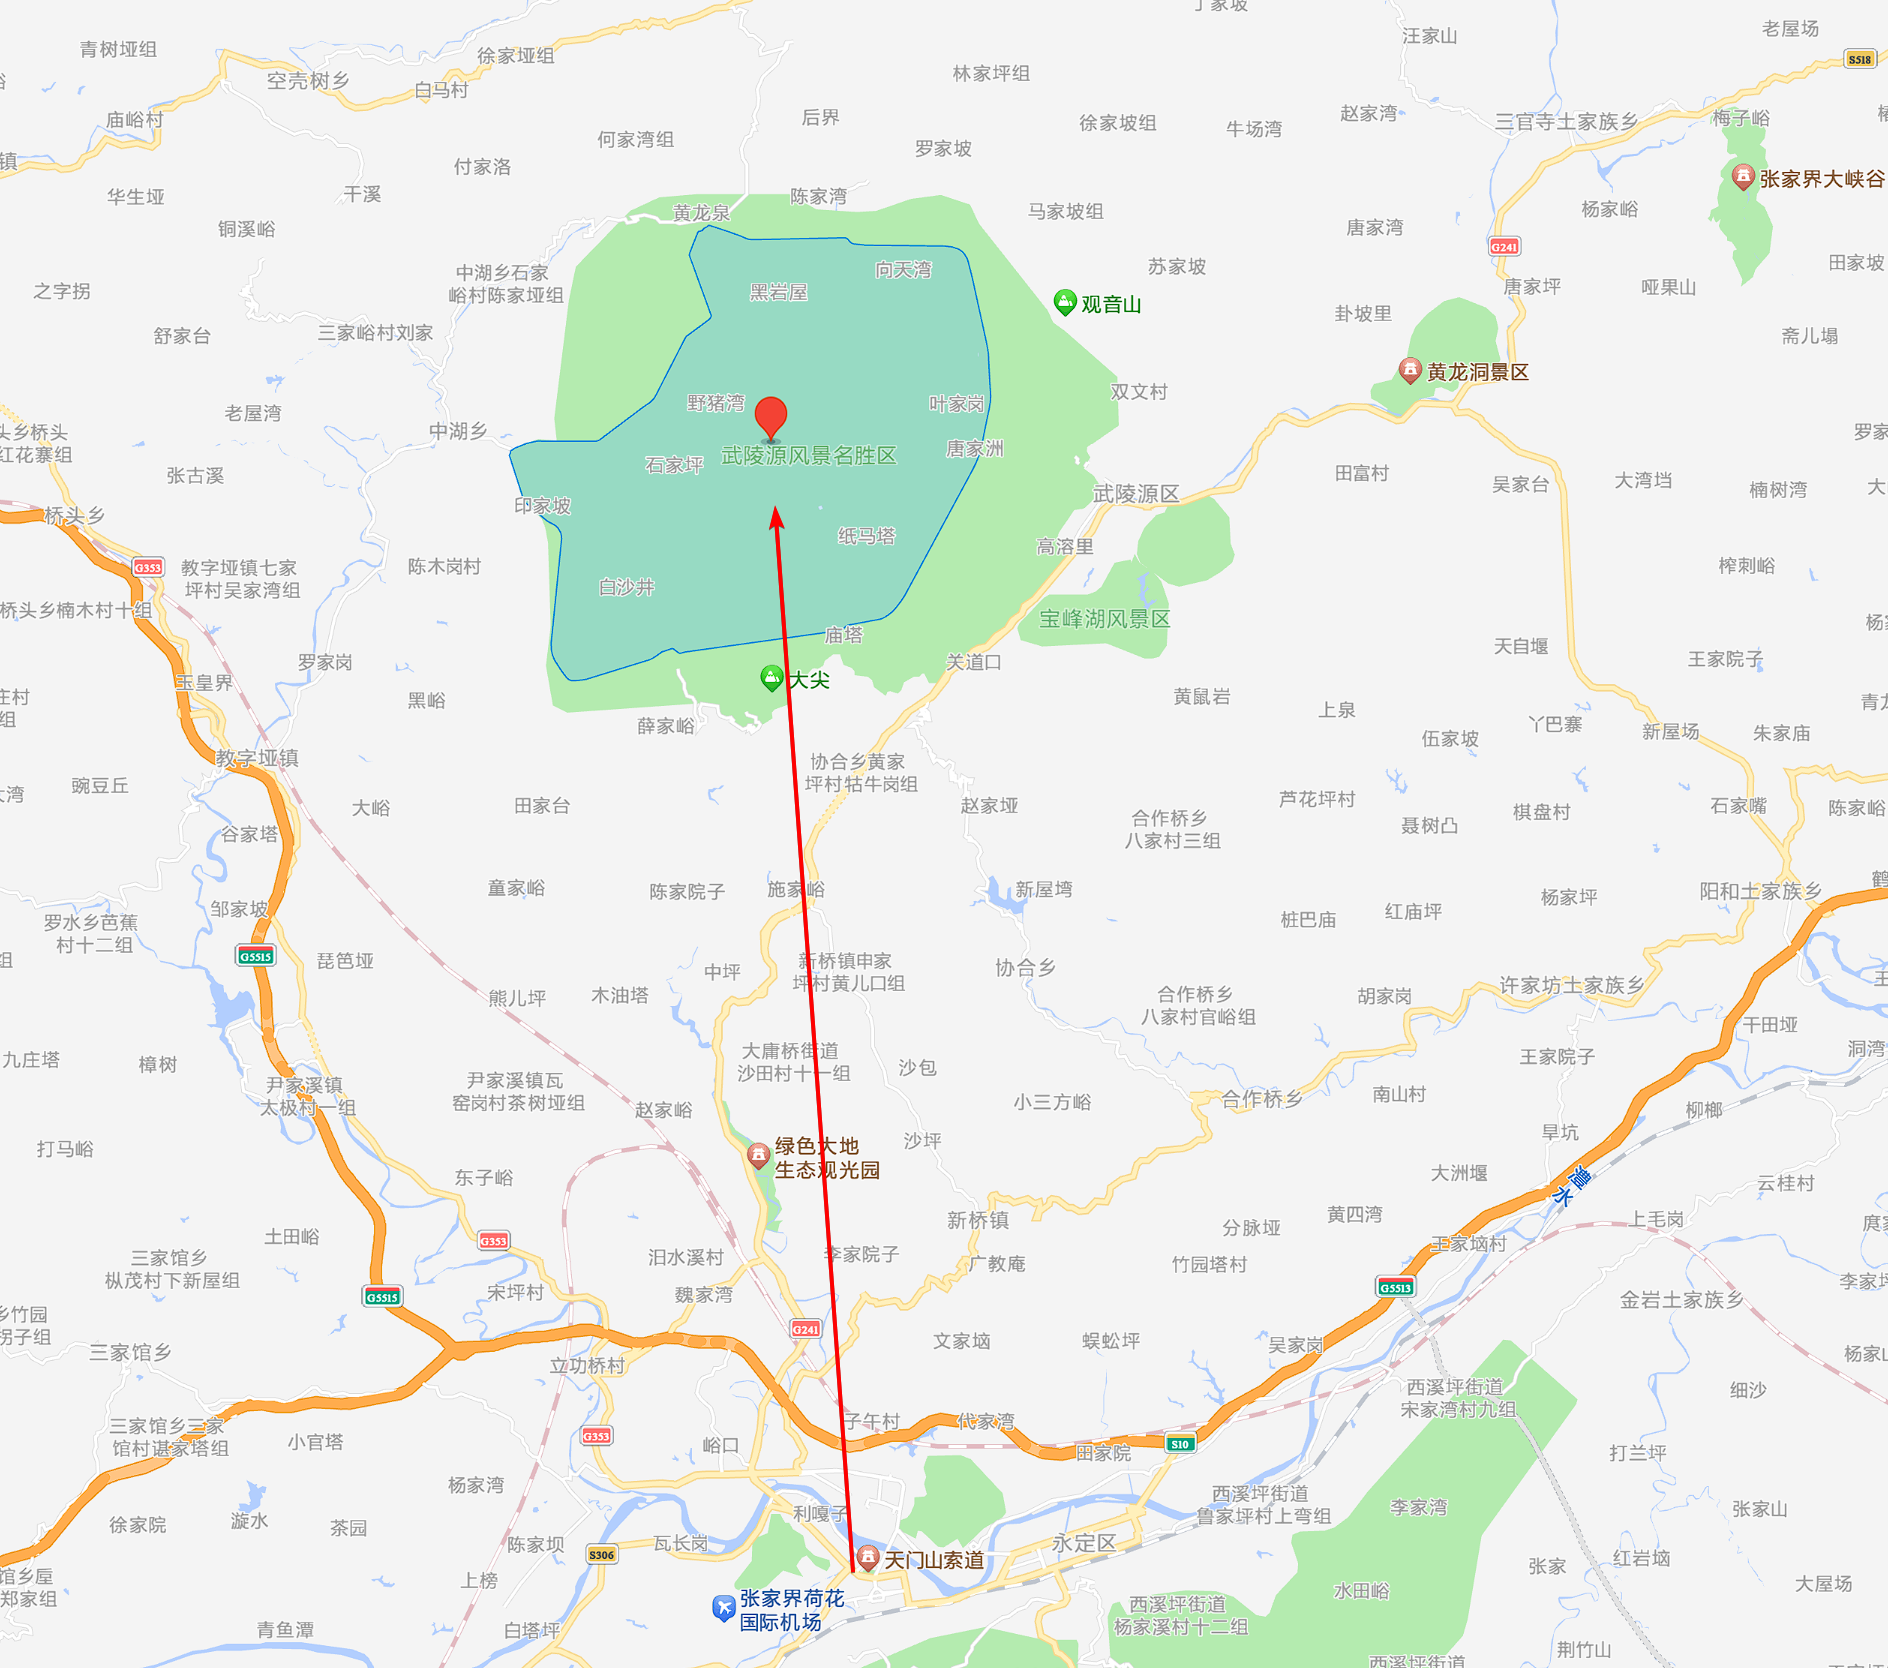 丁家坡
汪家山
老屋场
青树垭组
徐家垭组
S518
林家坪组
空壳树乡
白马村
庙峪村
后界
赵家湾
梅子峪
徐家坡组
牛场湾
三官寺土家族乡
何家湾组
罗家坡
镇
付家洛
张家界大峡谷
华生垭
干溪
陈家湾
黄龙泉
马家坡组
杨家峪
铜溪峪
唐家湾
G241
中湖乡石家
峪村陈家垭组
向天湾
苏家坡
田家坡
之字拐
黑岩屋
唐家坪
哑果山
观音山
卦坡里
舒家台
三家峪村刘家
斋儿塌
黄龙洞景区
双文村
老屋湾
野猪湾
叶家岗
中湖乡
头乡桥头
红花寨组
罗家
武陵源风景名胜区
唐家洲
石家坪
张古溪
田富村
吴家台
大湾垱
楠树湾
大
武陵源区
印家坡
桥头乡
纸马塔
高溶里
G353
教字垭镇七家
坪村吴家湾组
陈木岗村
榨刺峪
白沙井
桥头乡楠木村十组
宝峰湖风景区
杨家
庙塔
天自堰
罗家岗
关道口
王家院子
玉皇界
大尖
庄村
组
黑峪
黄鼠岩
上泉
青龙
薛家峪
丫巴寨
伍家坡
新屋场
朱家庙
教字垭镇
协合乡黄家
坪村牯牛岗组
豌豆丘
大峪
田家台
赵家垭
芦花坪村
石家嘴
陈家峪
合作桥乡
八家村三组
棋盘村
聂树凸
谷家塔
童家峪
陈家院子
施家峪
新屋塆
阳和土家族乡
鹤
杨家坪
邹家坡
红庙坪
桩巴庙
罗水乡芭蕉
村十二组
G5515
琵笆垭
组
中坪
新桥镇申家
坪村黄儿口组
协合乡
许家坊土家族乡
王
熊儿坪
木油塔
合作桥乡
八家村官峪组
胡家岗
干田垭
九庄塔
樟树
大庸桥街道
沙田村十一组
沙包
王家院子
洞湾
尹家溪镇
太极村一组
尹家溪镇瓦
窑岗村茶树垭组
赵家峪
小三方峪
合作桥乡
南山村
柳榔
打马峪
沙坪
旱坑
绿色大地
生态观光园
东子峪
大洲堰
澧水
云桂村
新桥镇
分脉垭
黄四湾
上毛岗
土田峪
G353
三家馆乡
枞茂村下新屋组
汨水溪村
李家院子
广教庵
竹园塔村
王家垴村
G5515
宋坪村
魏家湾
G5513
李家坪
金岩土家族乡
乡竹园
拐子组
G241
三家馆乡
文家垴
蜈蚣坪
吴家岗
杨家山
立功桥村
西溪坪街道
宋家湾村九组
细沙
三家馆乡三家
馆村谌家塔组
小官塔
G353
峪口
子午村
代家湾
田家院
S10
打兰坪
杨家湾
西溪坪街道
鲁家坪村上弯组
李家湾
张家山
徐家院
漩水
茶园
利嘎子
陈家坝
S306
瓦长岗
天门山索道
永定区
张家
红岩垴
馆乡垕
郑家组
上榜
张家界荷花
国际机场
水田峪
大屋场
西溪坪街道
杨家溪村十二组
青鱼潭
白塔坪
荆竹山
西溪坪街道